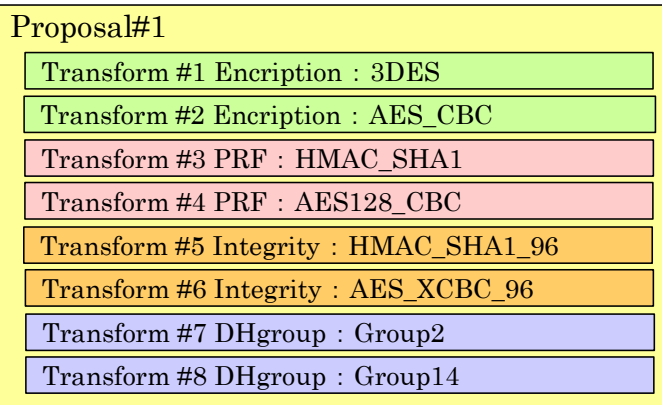 Proposal#1
Transform #1 Encription : 3DES
Transform #2 Encription : AES_CBC
Transform #3 PRF : HMAC_SHA1
Transform #4 PRF : AES128_CBC
Transform #5 Integrity : HMAC_SHA1_96
Transform #6 Integrity : AES_XCBC_96
Transform #7 DHgroup : Group2
Transform #8 DHgroup : Group14